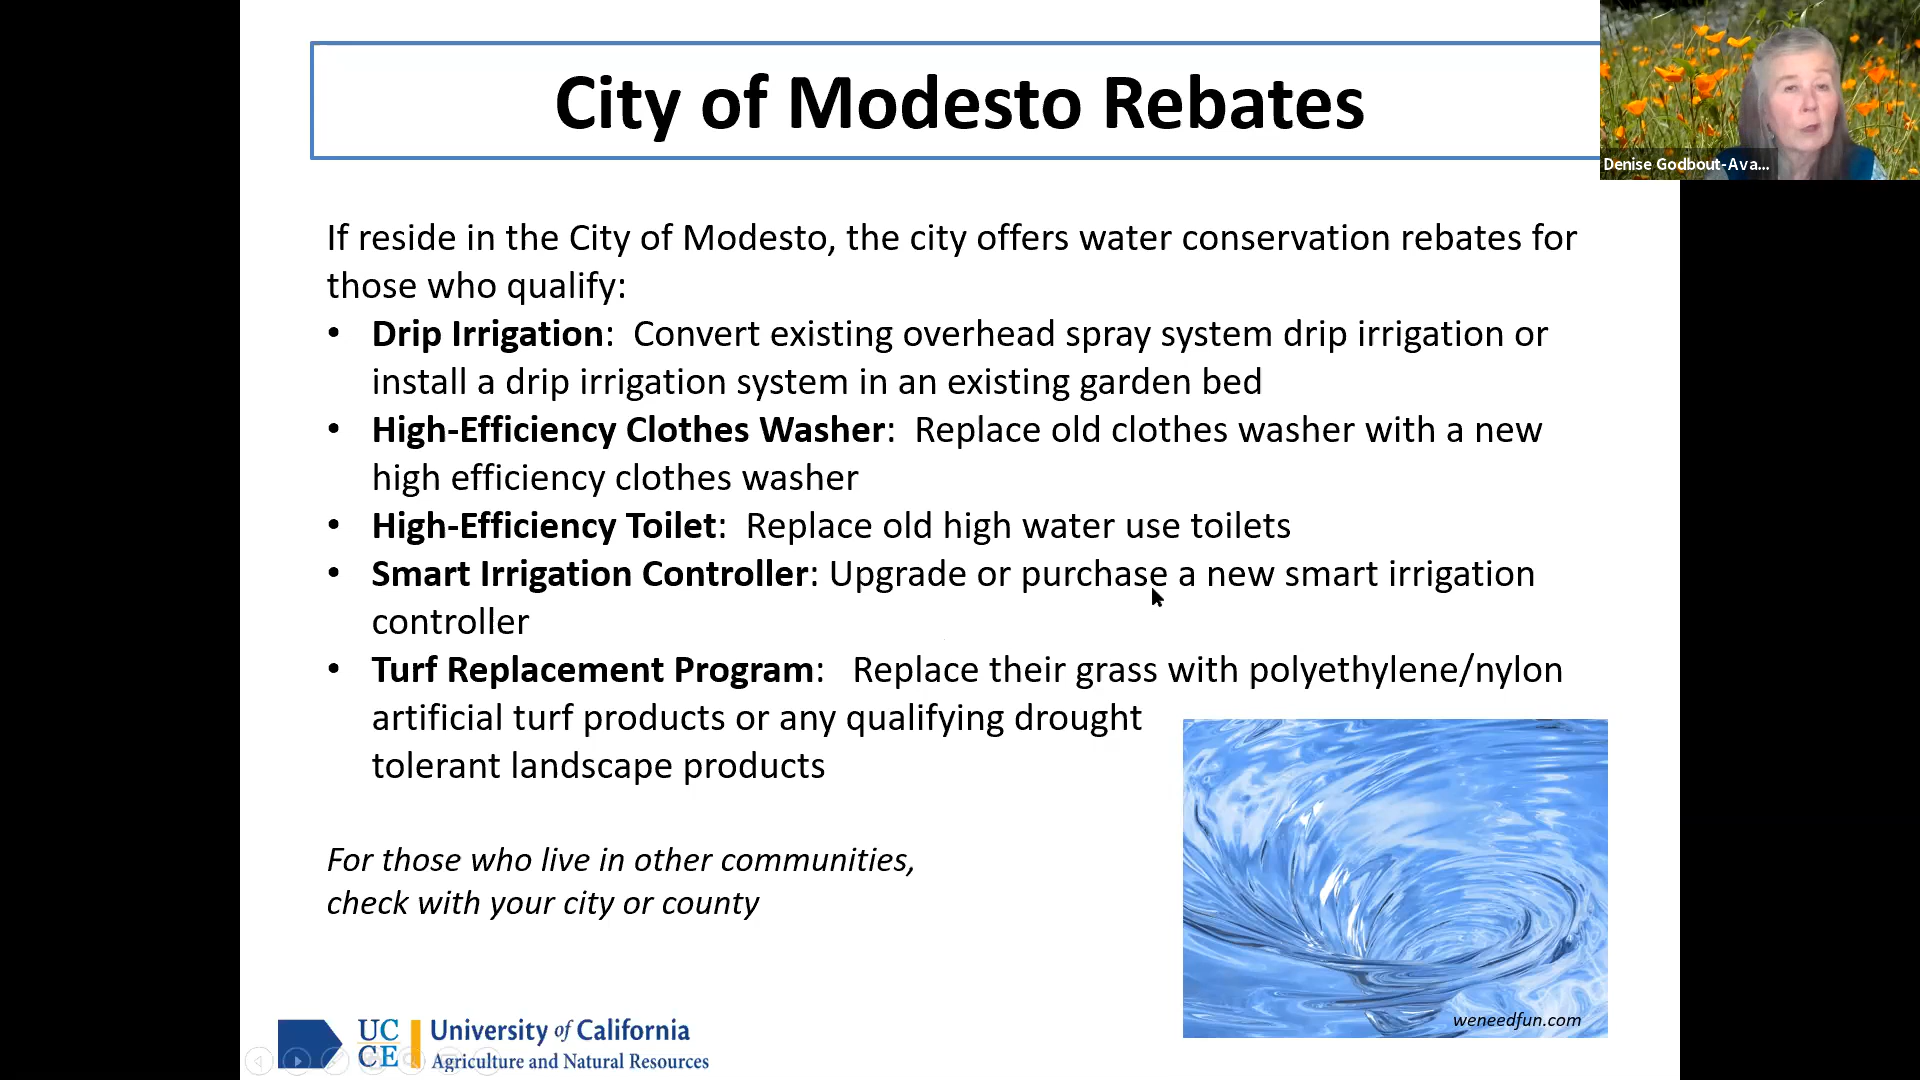 City of Modesto Rebates
Denise Godbout-Ava...
If reside in the City of Modesto, the city offers water conservation rebates for
those who qualify:
• Drip Irrigation:  Convert existing overhead spray system drip irrigation or
install a drip irrigation system in an existing garden bed
• High-Efficiency Clothes Washer:  Replace old clothes washer with a new
high efficiency clothes washer
• High-Efficiency Toilet:  Replace old high water use toilets
• Smart Irrigation Controller: Upgrade or purchase a new smart irrigation
controller
• Turf Replacement Program:   Replace their grass with polyethylene/nylon
artificial turf products or any qualifying drought
tolerant landscape products
For those who live in other communities,
check with your city or county
weneedfun.com
UC
CE
University of California
Agriculture and Natural Resources